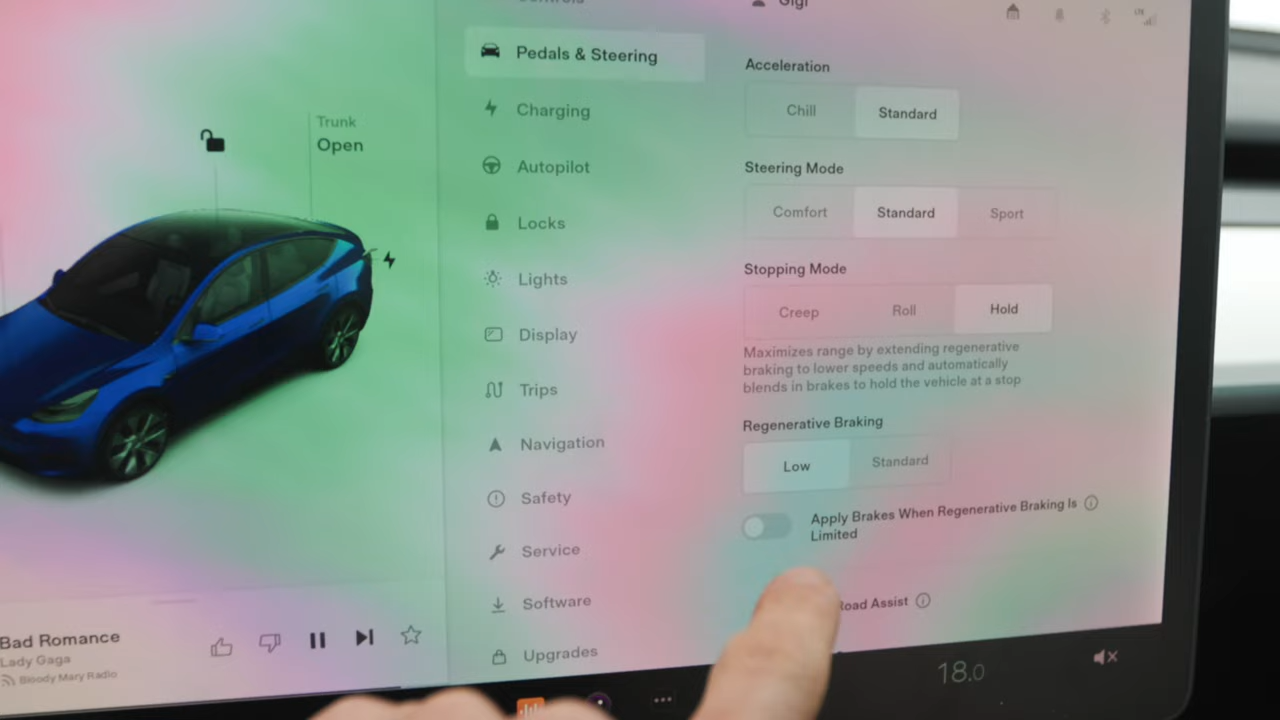 Controls
Gigi
LTE
Trunk
Open
Pedals & Steering
Charging
Autopilot
Locks
Lights
Display
Trips
Navigation
Safety
Service
Software
Upgrades
Acceleration
Chill
Standard
Steering Mode
Comfort
Standard
Sport
Stopping Mode
Creep
Roll
Hold
Maximizes range by extending regenerative
braking to lower speeds and automatically
blends in brakes to hold the vehicle at a stop
Regenerative Braking
Low
Standard
Apply Brakes When Regenerative Braking Is
Limited
Assist
Bad Romance
Lady Gaga
Bloody Mary Radio
18.0